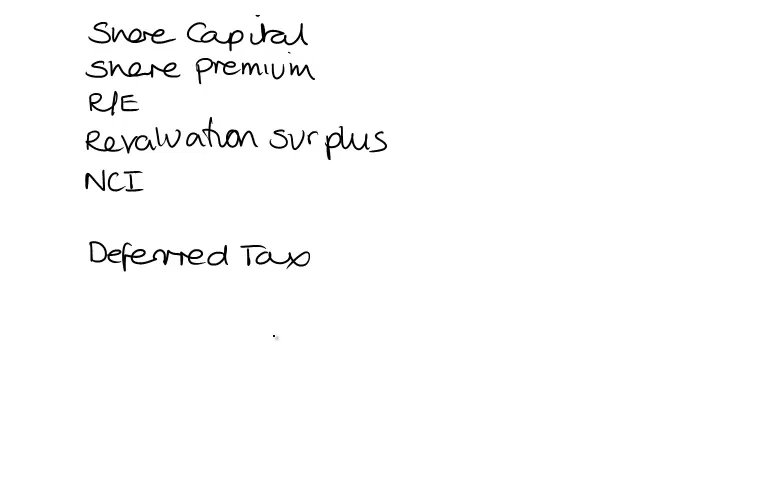 Share Capital
Share premium
R/E
Revaluation surplus
NCI
Deferred Tax